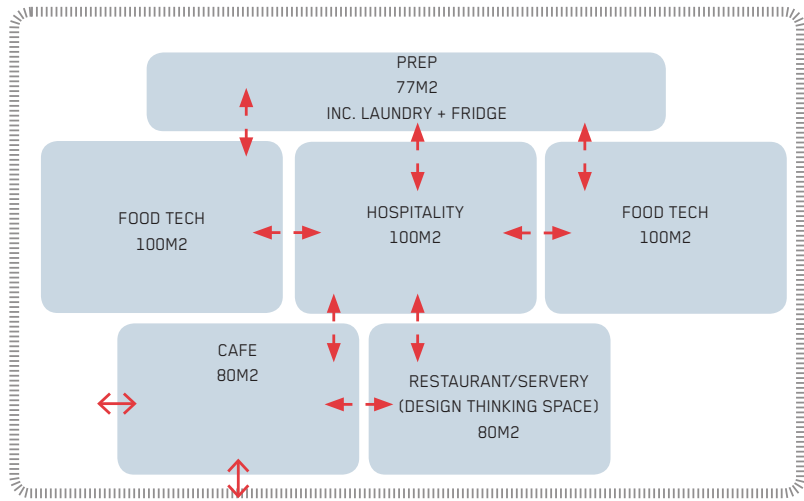 PREP
77M2
INC. LAUNDRY + FRIDGE
FOOD TECH
100M2
HOSPITALITY
100M2
FOOD TECH
100M2
CAFE
80M2
RESTAURANT/SERVERY
(DESIGN THINKING SPACE)
80M2